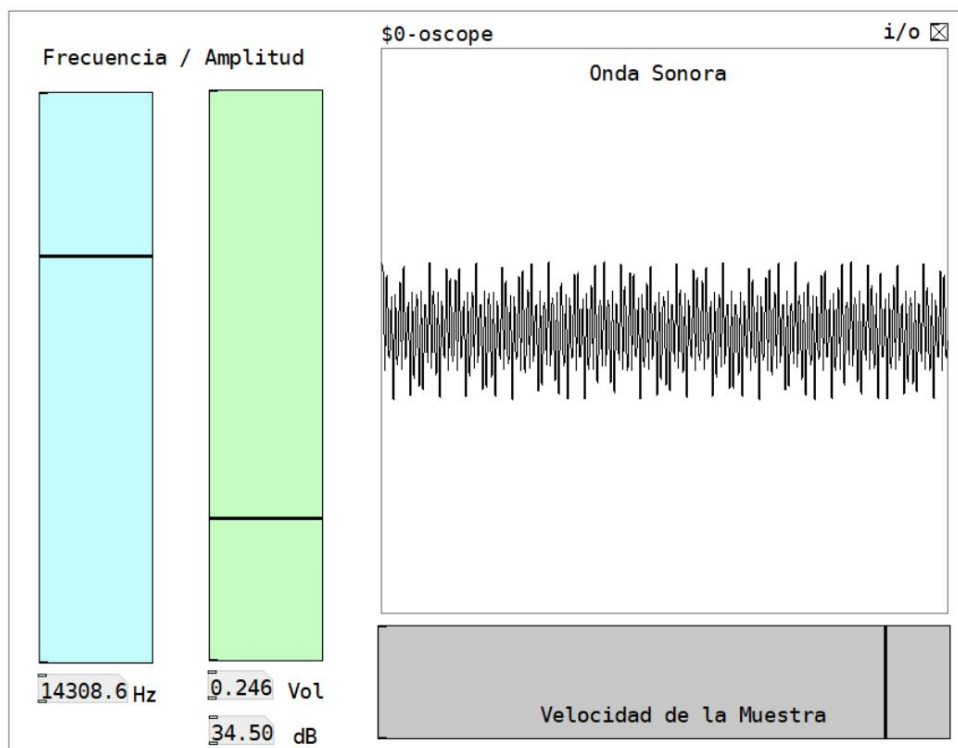 $0-oscope
i/o
Frecuencia / Amplitud
Onda Sonora
14308.6 Hz
0.246 Vol
34.50 dB
Velocidad de la Muestra